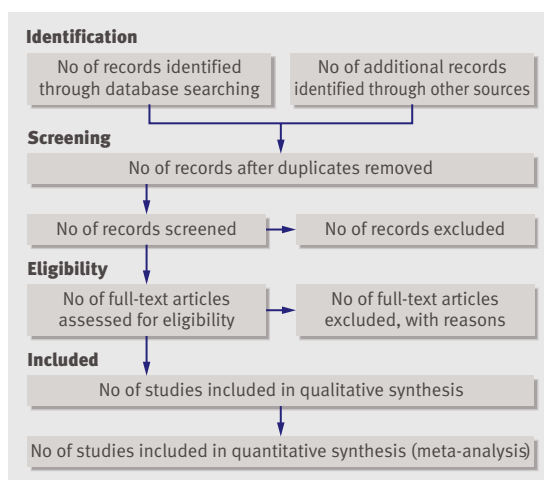 Identification
No of records identified
through database searching
No of additional records
identified through other sources
Screening
No of records after duplicates removed
No of records screened
No of records excluded
Eligibility
No of full-text articles
assessed for eligibility
No of full-text articles
excluded, with reasons
Included
No of studies included in qualitative synthesis
No of studies included in quantitative synthesis (meta-analysis)